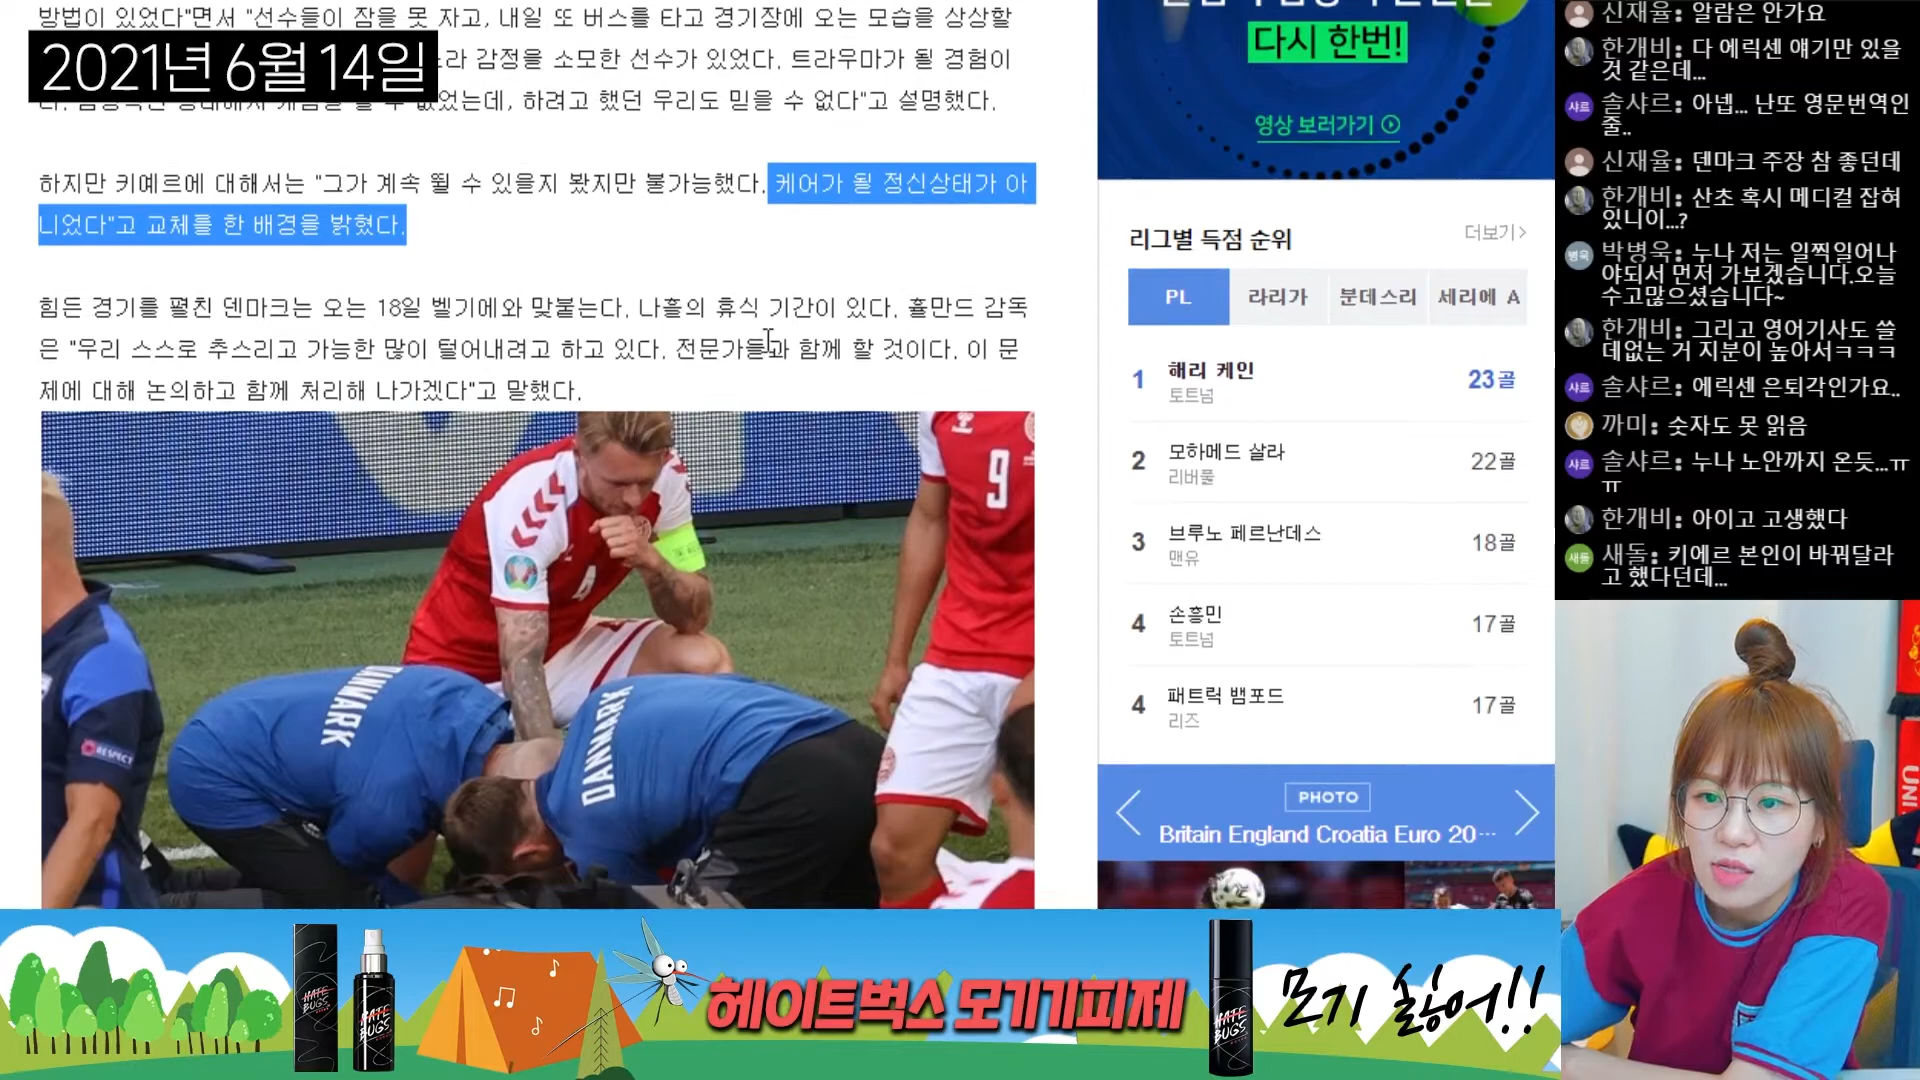 방법이 있었다"면서 "선수들이 잠을 못 자고, 내일 또 버스를 타고 경기장에 오는 모습을 상상할
2021년 6월 14일
느라 감정을 소모한 선수가 있었다. 트라우마가 될 경험이
없었는데, 하려고 했던 우리도 믿을 수 없다"고 설명했다.
하지만 키예르에 대해서는 "그가 계속 뛸 수 있을지 봤지만 불가능했다. 케어가 될 정신상태가 아
니었다"고 교체를 한 배경을 밝혔다.
힘든 경기를 펼친 덴마크는 오는 18일 벨기에와 맞붙는다. 나흘의 휴식 기간이 있다. 휼만드 감독
은 "우리 스스로 추스리고 가능한 많이 털어내려고 하고 있다. 전문가들과 함께 할 것이다. 이 문
제에 대해 논의하고 함께 처리해 나가겠다"고 말했다.
4
9
DANMARK
DANMARK
RESPECT
다시 한번!
영상 보러가기
리그별 득점 순위
더보기
PL 라리가 분데스리 세리에 A
1 해리 케인 23골
토트넘
2 모하메드 살라 22골
리버풀
3 브루노 페르난데스 18골
맨유
4 손흥민 17골
토트넘
4 패트릭 뱀포드 17골
리즈
PHOTO
Britain England Croatia Euro 20…
신재율: 알람은 안가요
한개비: 다 에릭센 얘기만 있을
것 같은데...
샤르 솔샤르: 아넵... 난또 영문번역인
줄..
신재율: 덴마크 주장 참 좋던데
한개비: 산초 혹시 메디컬 잡혀
있니이...?
병욱 박병욱: 누나 저는 일찍일어나
야되서 먼저 가보겠습니다.오늘
수고많으셨습니다~
한개비: 그리고 영어기사도 쓸
데없는 거 지분이 높아서ㅋㅋㅋ
샤르 솔샤르: 에릭센 은퇴각인가요..
까미: 숫자도 못 읽음
샤르 솔샤르: 누나 노안까지 온듯...ㅠ
ㅠ
한개비: 아이고 고생했다
새돌 새돌: 키에르 본인이 바꿔달라
고 했다던데...
UNI
HATE
BUGS
HATE
BUGS
헤이트벅스 모기기피제
HATE
BUGS
모기 싫어!!